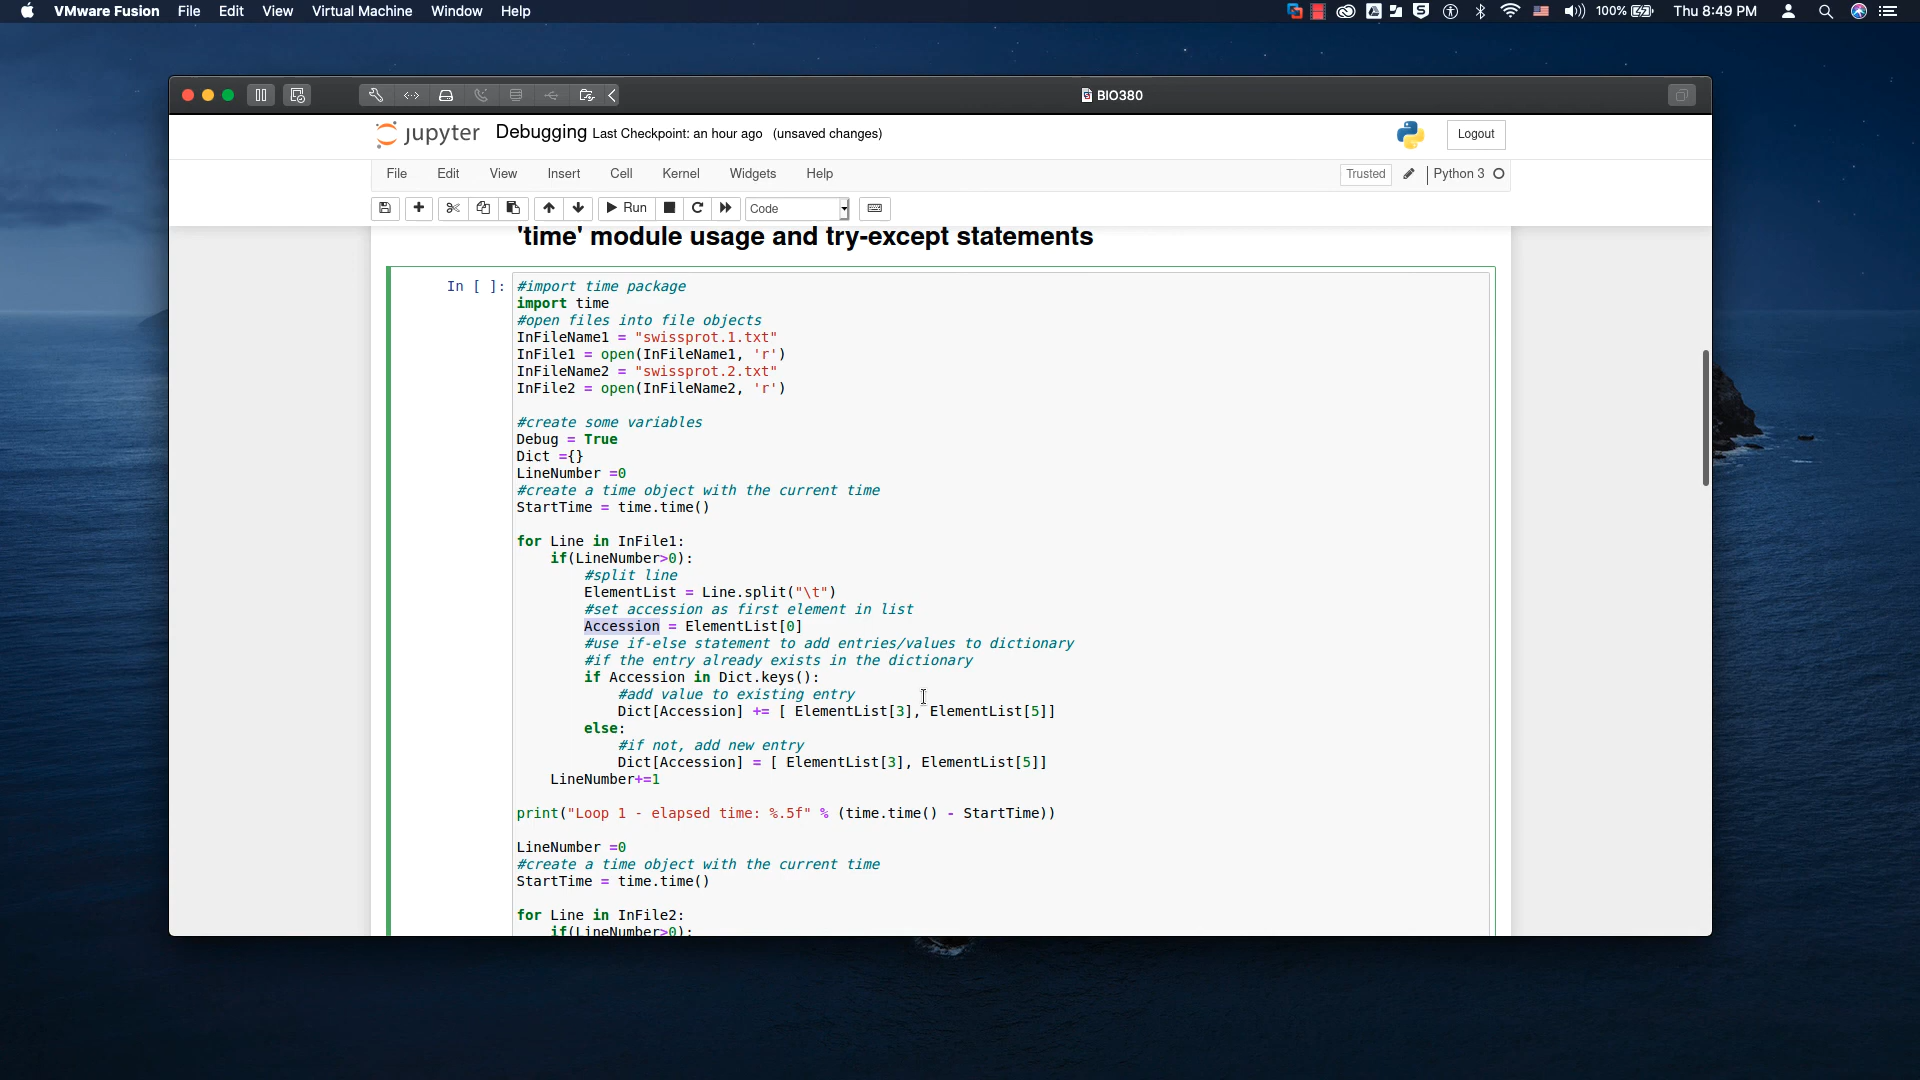 VMware Fusion File Edit View Virtual Machine Window Help 100% Thu 8:49 PM
BIO380
jupyter Debugging Last Checkpoint: an hour ago (unsaved changes) Logout
File Edit View Insert Cell Kernel Widgets Help Trusted Python 3
Run Code
'time' module usage and try-except statements
In [ ]: #import time package
import time
#open files into file objects
InFileName1 = "swissprot.1.txt"
InFile1 = open(InFileName1, 'r')
InFileName2 = "swissprot.2.txt"
InFile2 = open(InFileName2, 'r')
#create some variables
Debug = True
Dict ={}
LineNumber =0
#create a time object with the current time
StartTime = time.time()
for Line in InFile1:
if(LineNumber>0):
#split line
ElementList = Line.split("\t")
#set accession as first element in list
Accession = ElementList[0]
#use if-else statement to add entries/values to dictionary
#if the entry already exists in the dictionary
if Accession in Dict.keys():
#add value to existing entry
Dict[Accession] += [ ElementList[3], ElementList[5]]
else:
#if not, add new entry
Dict[Accession] = [ ElementList[3], ElementList[5]]
LineNumber+=1
print("Loop 1 - elapsed time: %.5f" % (time.time() - StartTime))
LineNumber =0
#create a time object with the current time
StartTime = time.time()
for Line in InFile2:
if(LineNumber>0):